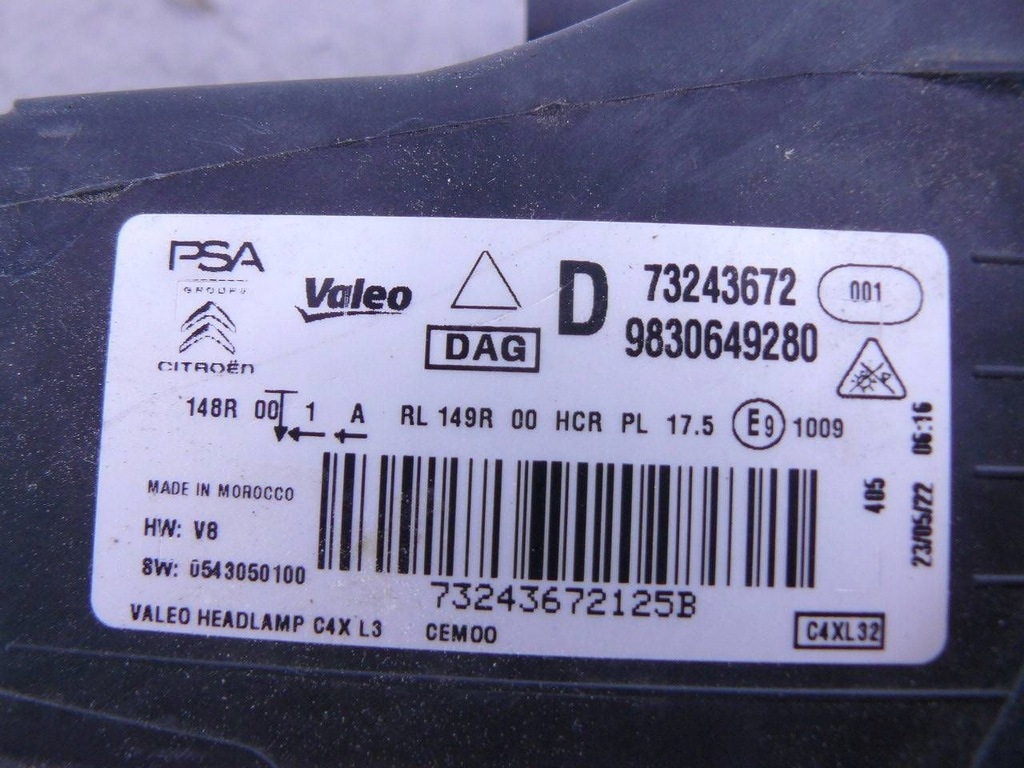 PSA
GROUPE
CITROËN
Valeo
DAG
D
73243672
9830649280
001
148R 00 1 A RL 149R 00 HCR PL 17.5 E9 1009
MADE IN MOROCCO
HW: V8
SW: 0543050100
73243672125B
VALEO HEADLAMP C4X L3 CEM00
C4XL32
405
23/05/22 06:16